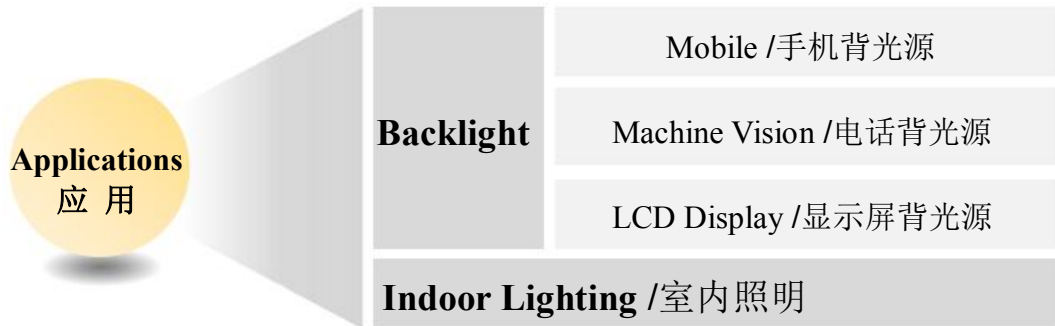 Applications
应 用
Backlight
Mobile /手机背光源
Machine Vision /电话背光源
LCD Display /显示屏背光源
Indoor Lighting /室内照明